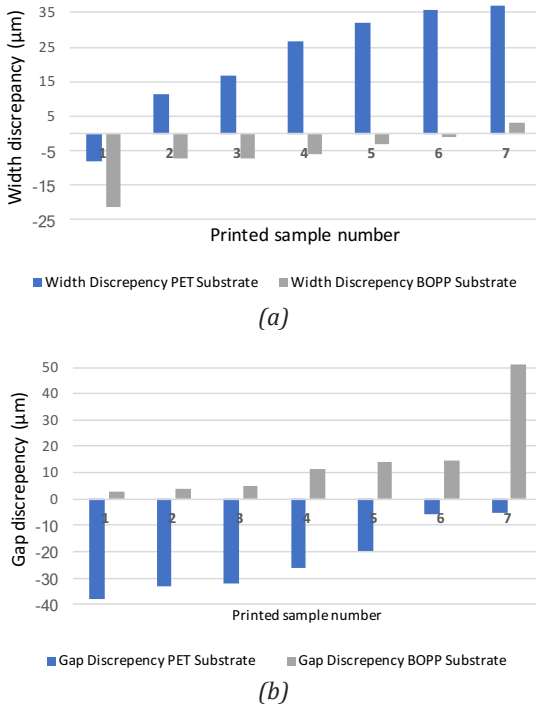 Width discrepancy (µm)
35
25
15
5
-5
-15
-25
1 2 3 4 5 6 7
Printed sample number
Width Discrepency PET Substrate Width Discrepency BOPP Substrate
(a)
Gap discrepency (µm)
50
40
30
20
10
0
-10
-20
-30
-40
1 2 3 4 5 6 7
Printed sample number
Gap Discrepency PET Substrate Gap Discrepency BOPP Substrate
(b)